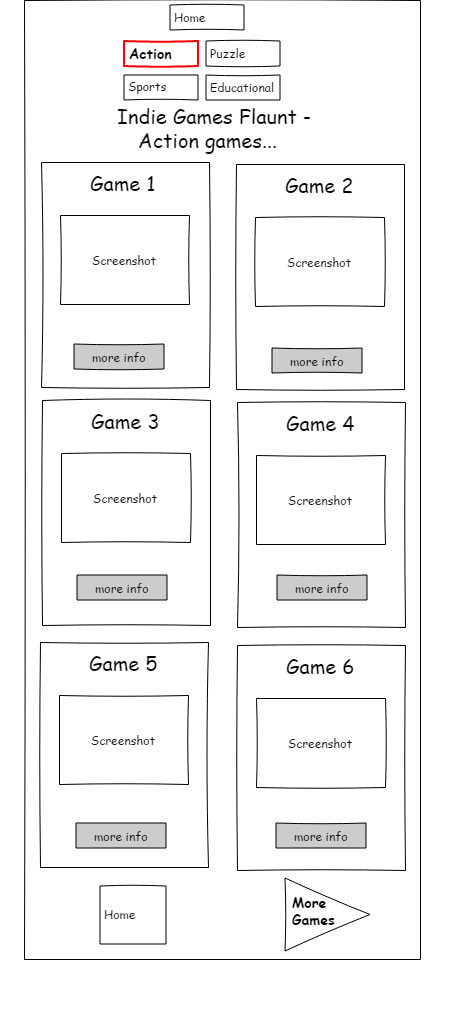 Home
Action
Puzzle
Sports
Educational
Indie Games Flaunt -
Action games...
Game 1
Screenshot
more info
Game 2
Screenshot
more info
Game 3
Screenshot
more info
Game 4
Screenshot
more info
Game 5
Screenshot
more info
Game 6
Screenshot
more info
Home
More
Games